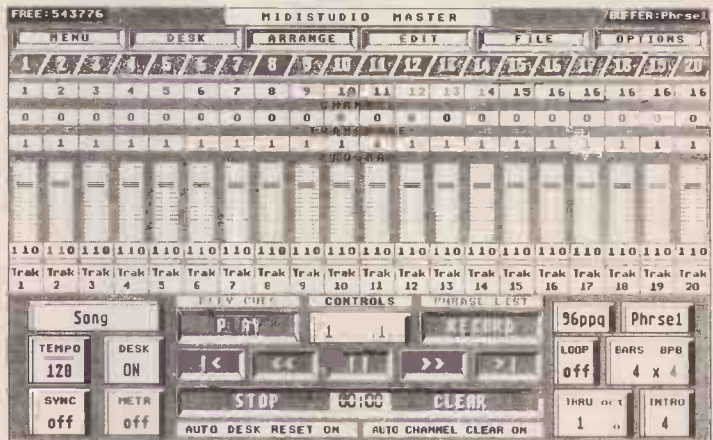 FREE:543776 MIDISTUDIO MASTER BUFFER:Phrse1
MENU DESK ARRANGE EDIT FILE OPTIONS
1 2 3 4 5 6 7 8 9 10 11 12 13 14 15 16 17 18 19 20
1 2 3 4 5 6 7 8 9 10 11 12 13 14 15 16 16 16 16 16
CHANNEL
0 0 0 0 0 0 0 0 0 0 0 0 0 0 0 0 0 0 0 0
TRANSPOSE
1 1 1 1 1 1 1 1 1 1 1 1 1 1 1 1 1 1 1 1
110 110 110 110 110 110 110 110 110 110 110 110 110 110 110 110 110 110 110 110
Trak Trak Trak Trak Trak Trak Trak Trak Trak Trak Trak Trak Trak Trak Trak Trak Trak Trak Trak Trak
1 2 3 4 5 6 7 8 9 10 11 12 13 14 15 16 17 18 19 20
CONTROLS PHRASE LIST
Song PLAY 1 1 RECORD 96ppq Phrse1
TEMPO DESK LOOP BARS BPB
120 ON |< << || >> >| off 4 x 4
SYNC METR STOP 00:00 CLEAR THRU oct INTRO
off off 1 0 4
AUTO DESK RESET ON AUTO CHANNEL CLEAR ON